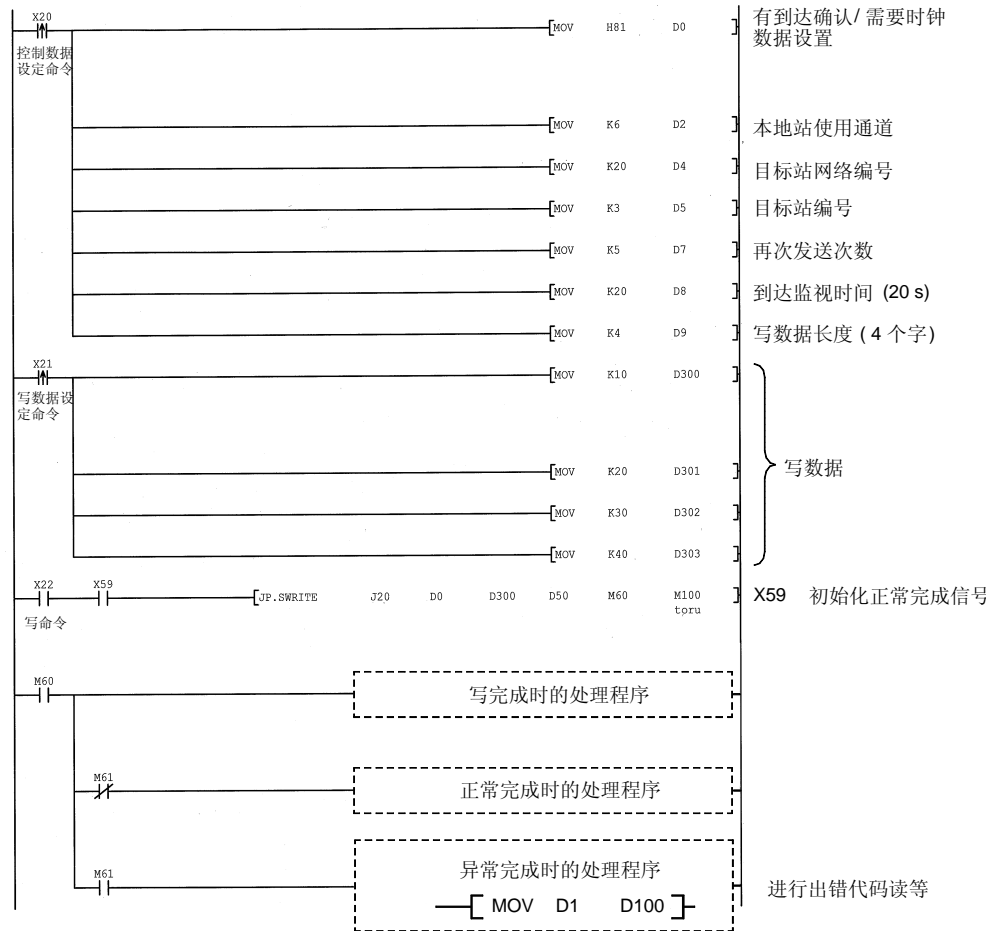 X20
MOV H81 D0
有到达确认/ 需要时钟
数据设置
控制数据
设定命令
MOV K6 D2
本地站使用通道
MOV K20 D4
目标站网络编号
MOV K3 D5
目标站编号
MOV K5 D7
再次发送次数
MOV K20 D8
到达监视时间 (20 s)
MOV K4 D9
写数据长度 ( 4 个字)
X21
MOV K10 D300
写数据设
定命令
写数据
MOV K20 D301
MOV K30 D302
MOV K40 D303
X22 X59
JP.SWRITE J20 D0 D300 D50 M60 M100
toru
X59 初始化正常完成信号
写命令
M60
写完成时的处理程序
M61
正常完成时的处理程序
M61
异常完成时的处理程序
MOV D1 D100
进行出错代码读等